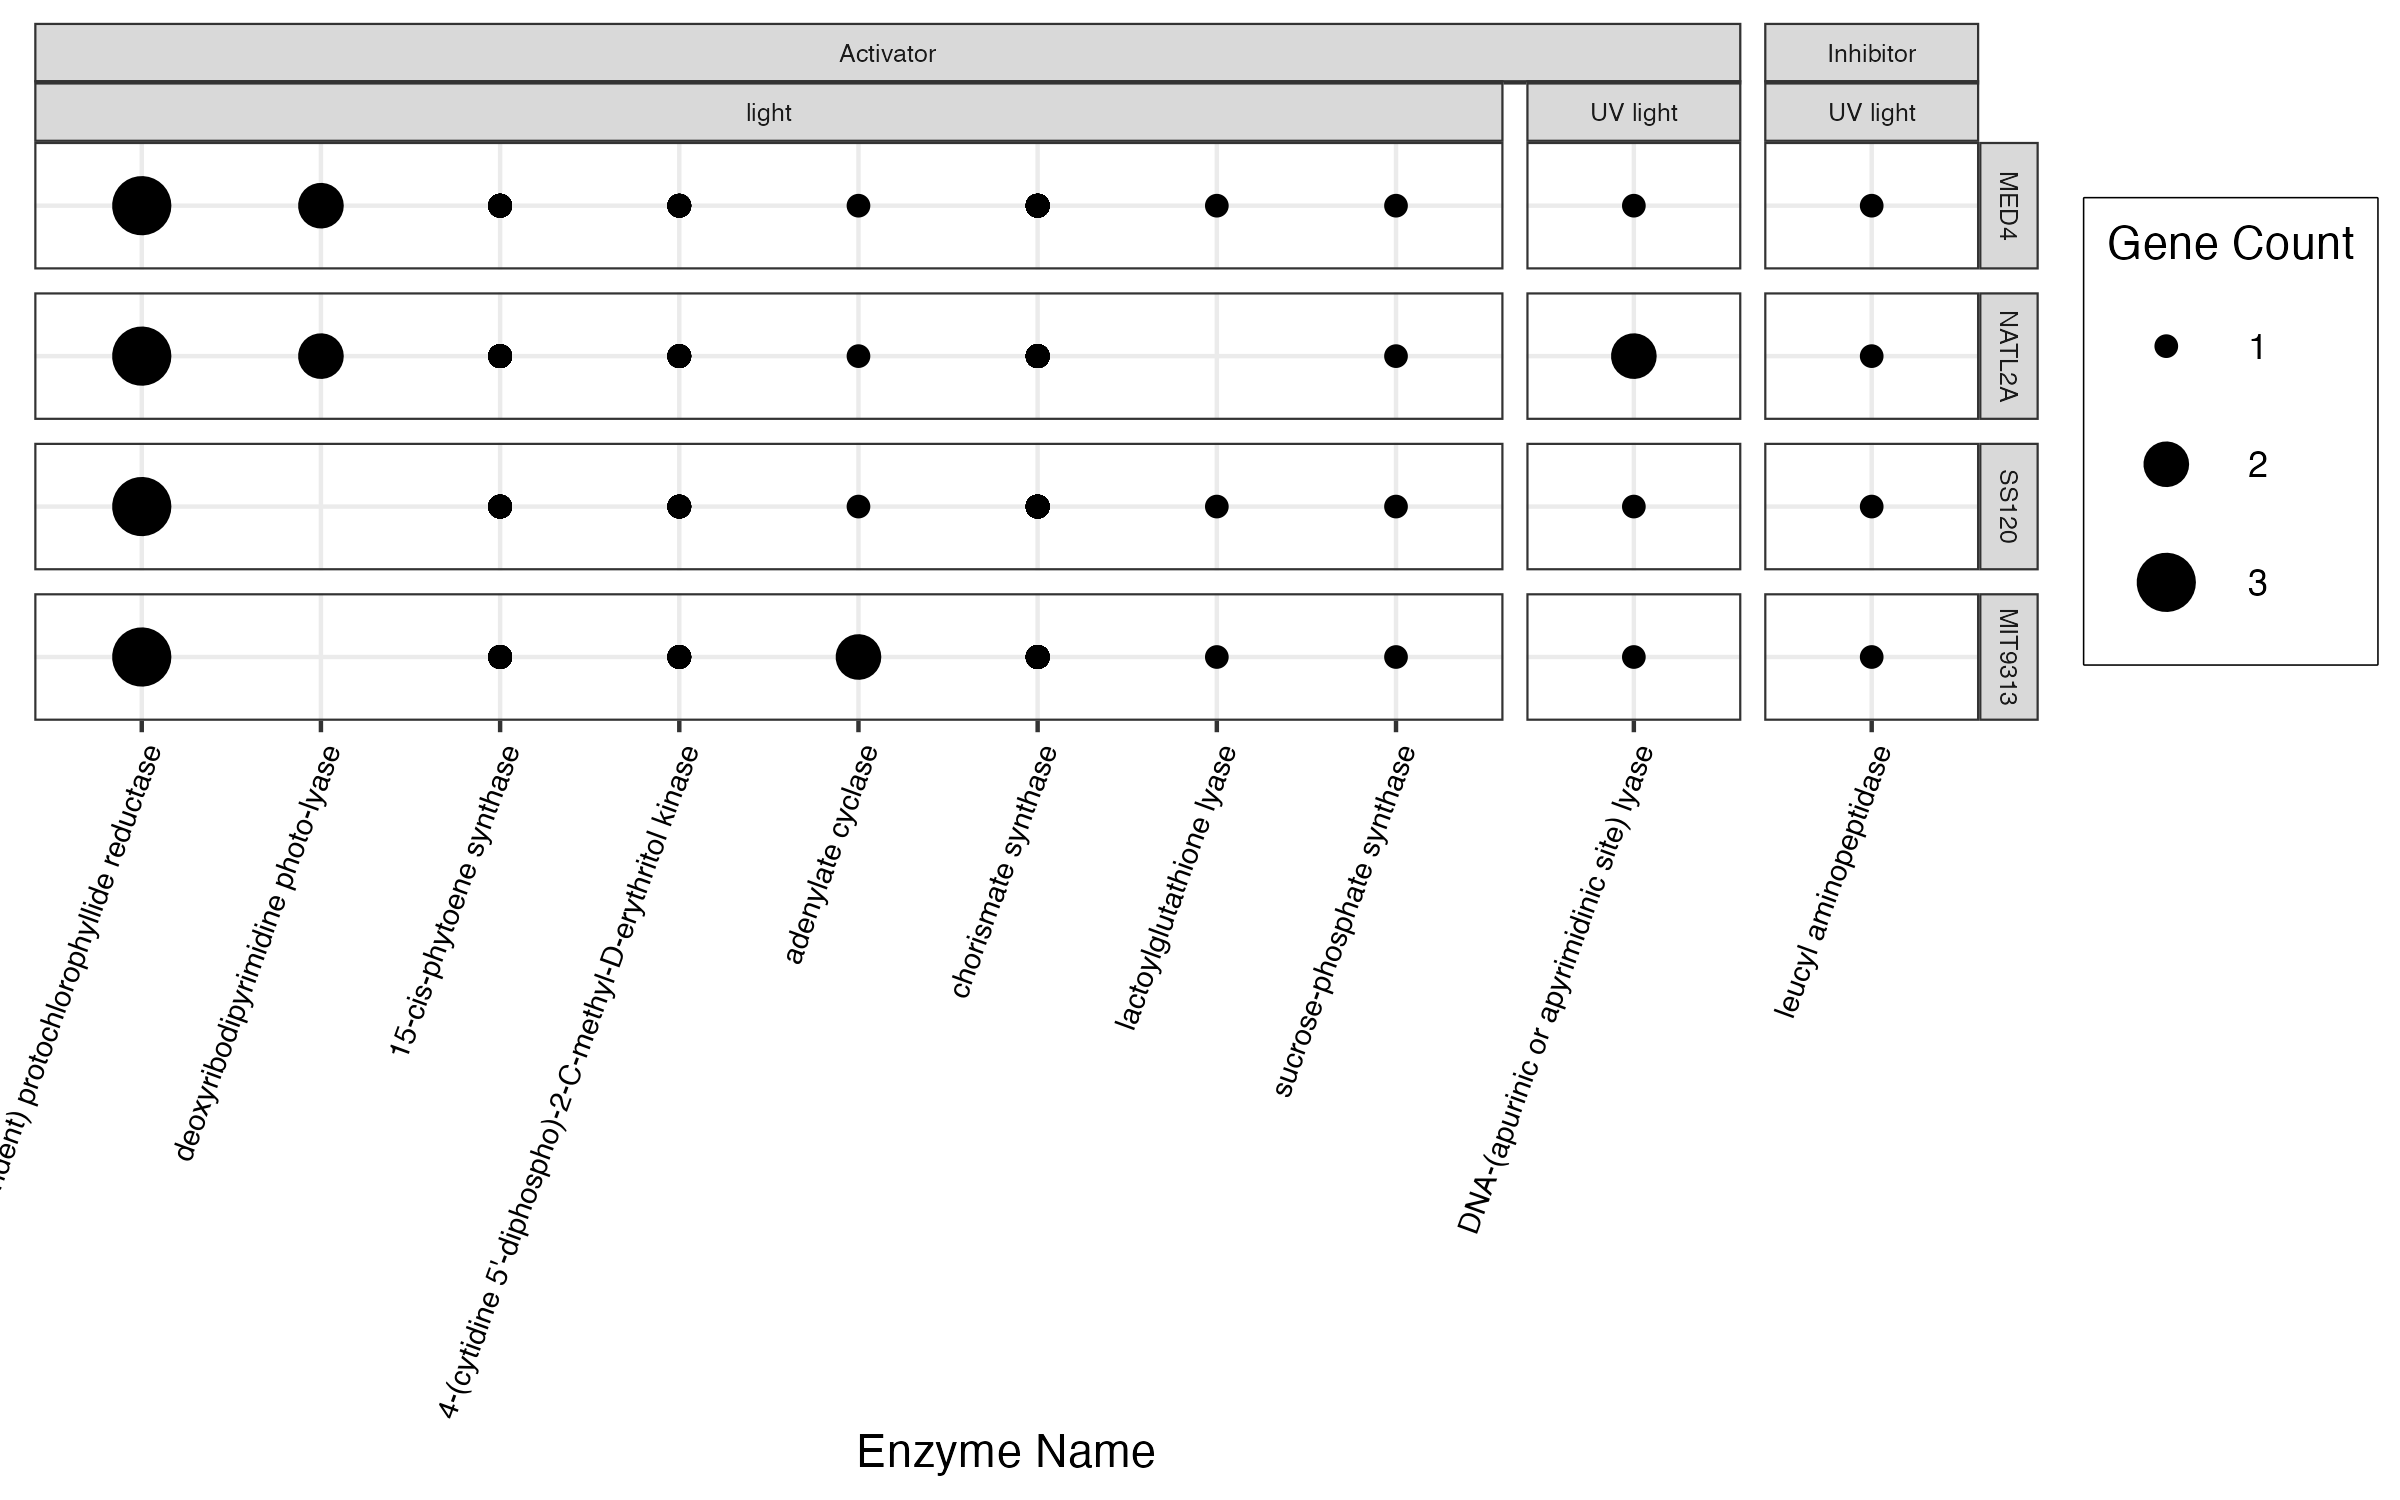 Activator
Inhibitor
light
UV light
UV light
MED4
NATL2A
SS120
MIT9313
Gene Count
1
2
3
protochlorophyllide reductase
deoxyribodipyrimidine photo-lyase
15-cis-phytoene synthase
4-(cytidine 5'-diphospho)-2-C-methyl-D-erythritol kinase
adenylate cyclase
chorismate synthase
lactoylglutathione lyase
sucrose-phosphate synthase
DNA-(apurinic or apyrimidinic site) lyase
leucyl aminopeptidase
Enzyme Name